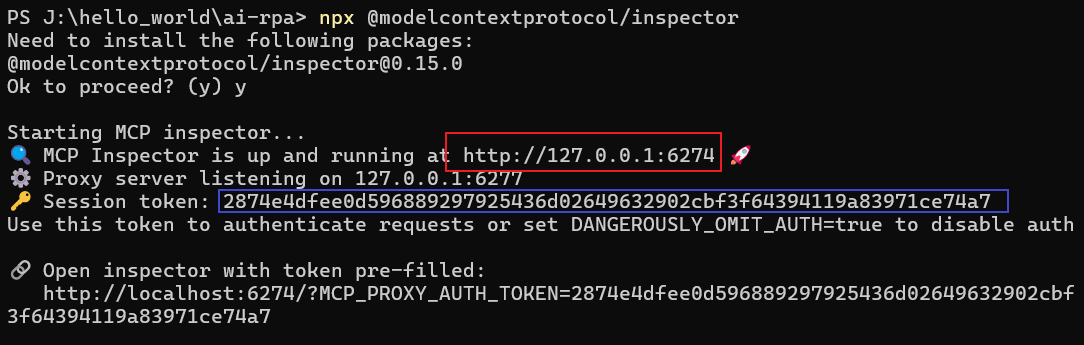 PS J:\hello_world\ai-rpa> npx @modelcontextprotocol/inspector
Need to install the following packages:
@modelcontextprotocol/inspector@0.15.0
Ok to proceed? (y) y
Starting MCP inspector...
🔍 MCP Inspector is up and running at http://127.0.0.1:6274 🚀
⚙️ Proxy server listening on 127.0.0.1:6277
🔑 Session token: 2874e4dfee0d596889297925436d02649632902cbf3f64394119a83971ce74a7
Use this token to authenticate requests or set DANGEROUSLY_OMIT_AUTH=true to disable auth
🔗 Open inspector with token pre-filled:
http://localhost:6274/?MCP_PROXY_AUTH_TOKEN=2874e4dfee0d596889297925436d02649632902cbf
3f64394119a83971ce74a7